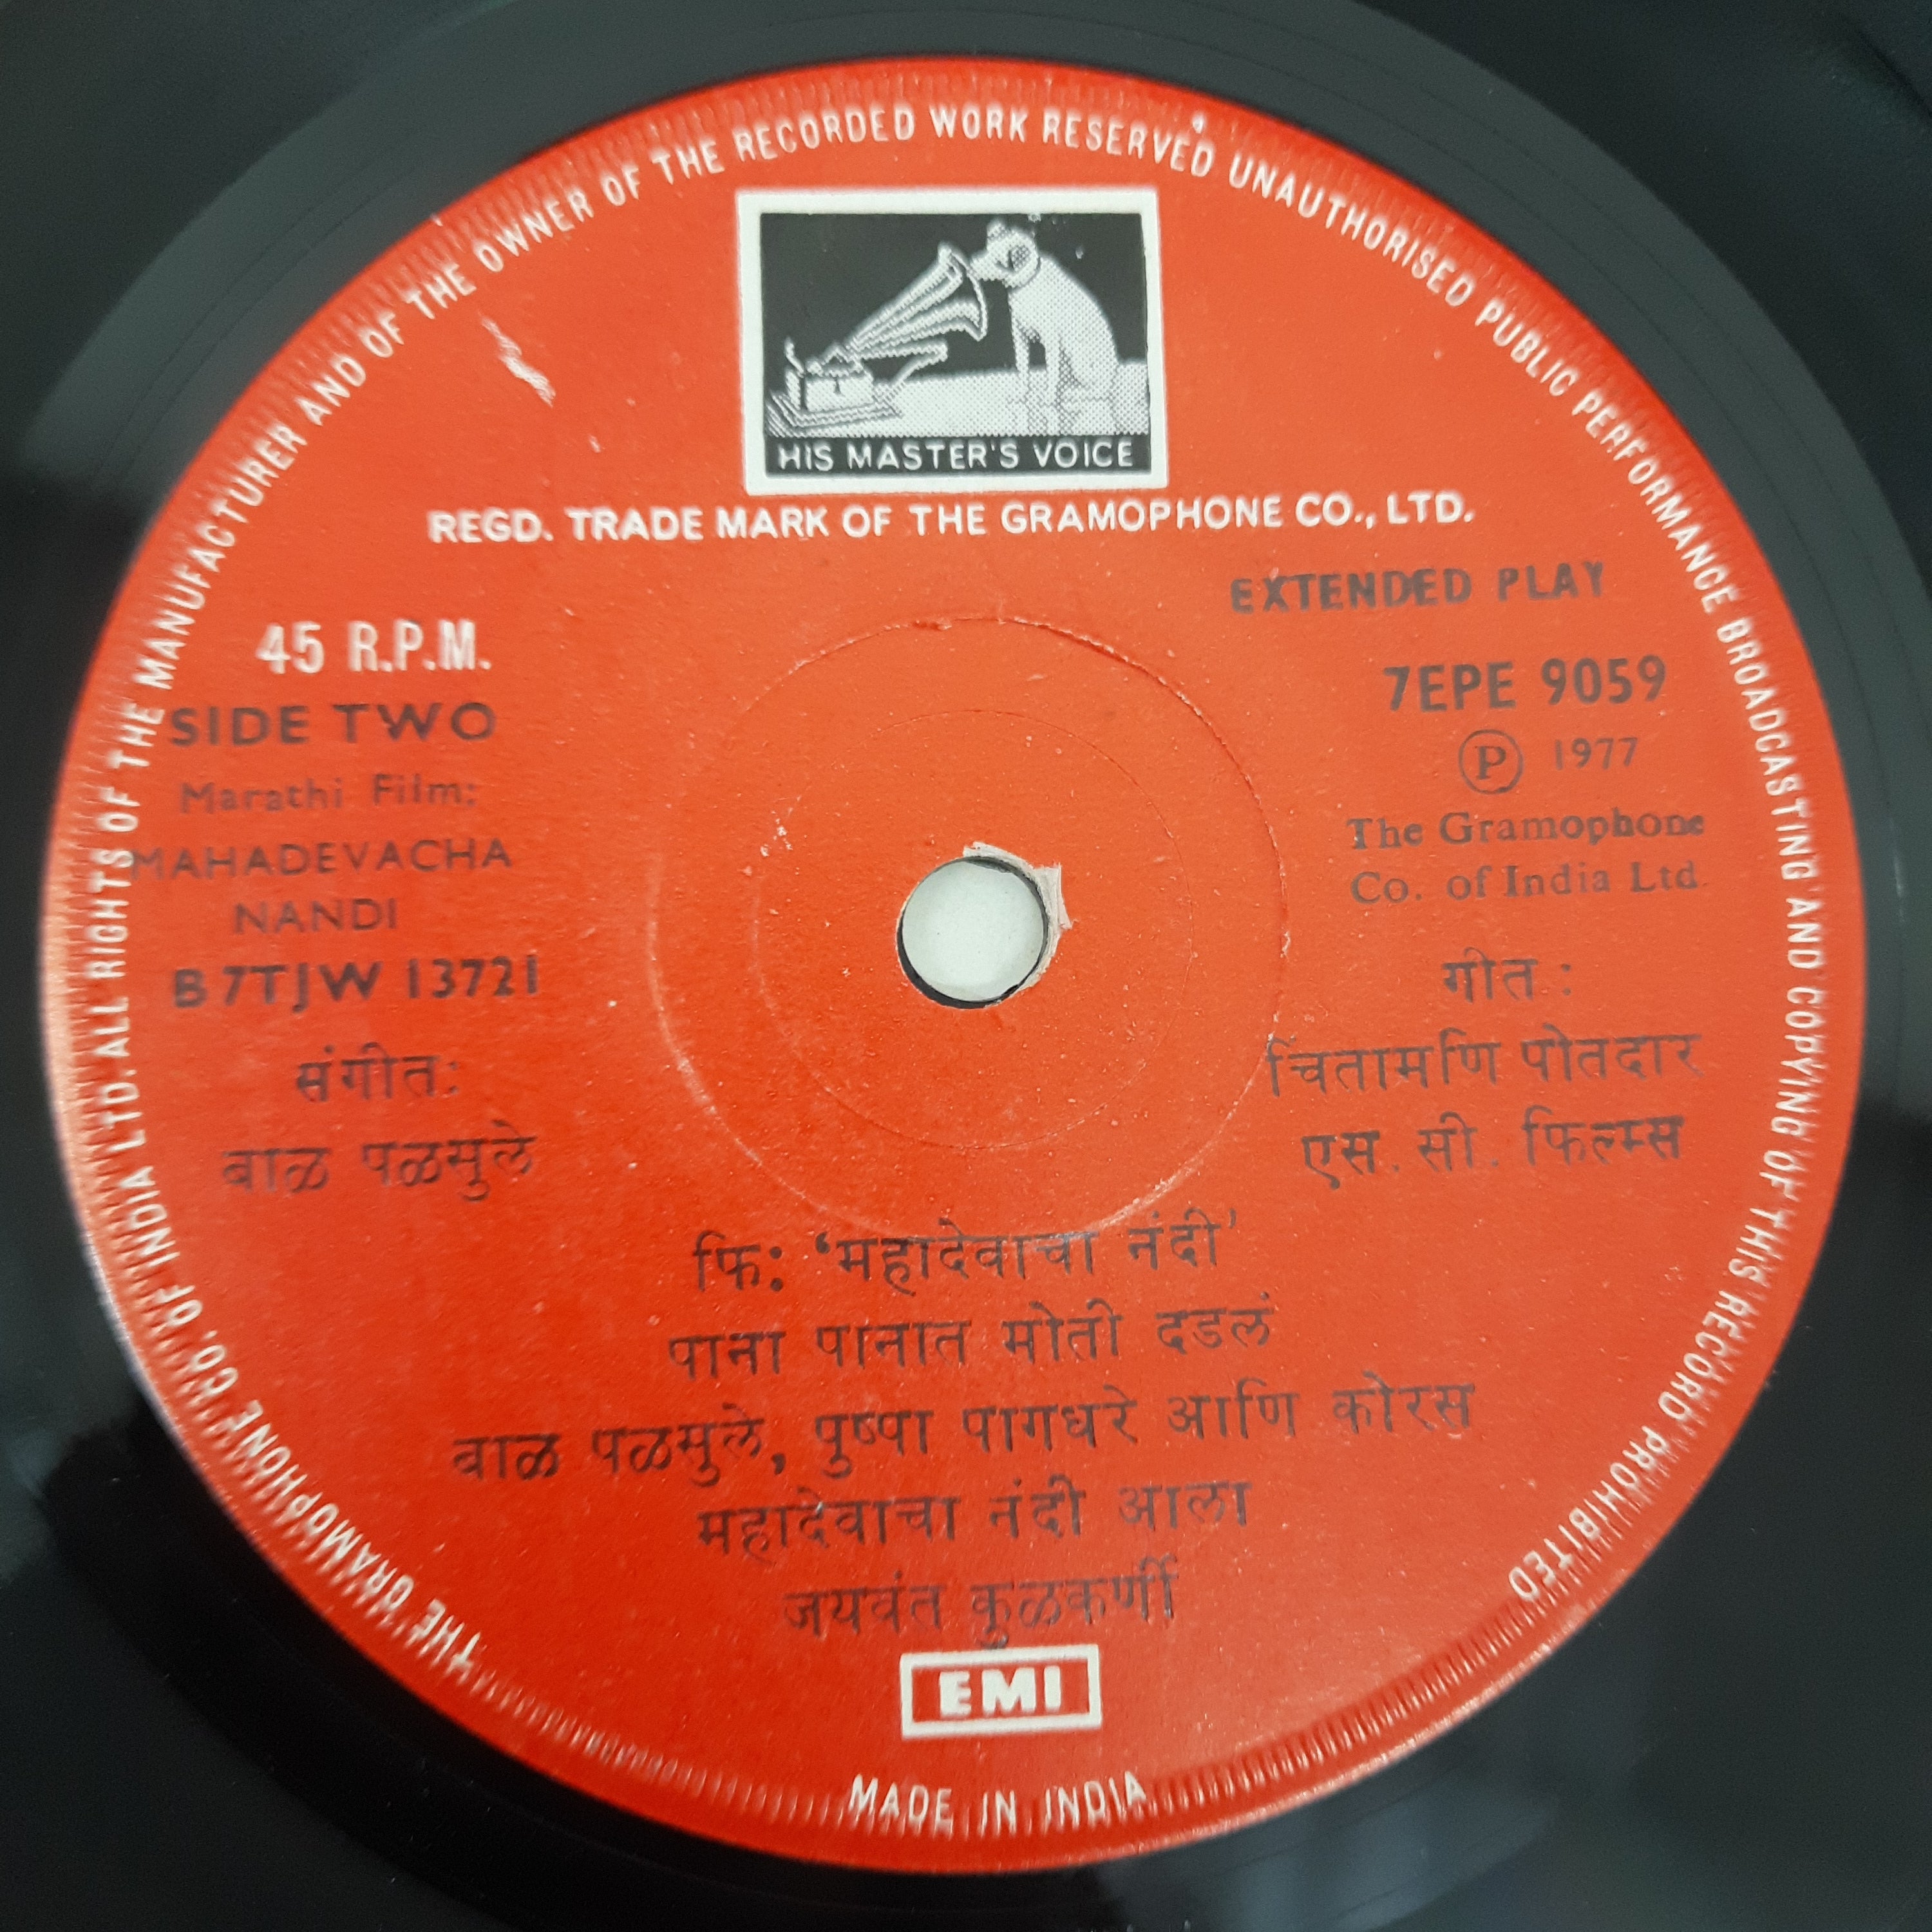 THE GRAMOPHONE CO. OF INDIA LTD. ALL RIGHTS OF THE MANUFACTURER AND OF THE OWNER OF THE RECORDED WORK RESERVED UNAUTHORISED PUBLIC PERFORMANCE BROADCASTING AND COPYING OF THIS RECORD PROHIBITED
HIS MASTER'S VOICE
REGD. TRADE MARK OF THE GRAMOPHONE CO., LTD.
EXTENDED PLAY
45 R.P.M.
SIDE TWO
Marathi Film:
MAHADEVACHA
NANDI
B7TJW 13721
संगीत:
बाळ पळसुले
7EPE 9059
Ⓟ 1977
The Gramophone
Co. of India Ltd.
गीत :
चिंतामणि पोतदार
एस. सी. फिल्म्स
फि: 'महादेवाचा नंदी'
पाना पानात मोती दडलं
बाळ पळसुले, पुष्पा पागधरे आणि कोरस
महादेवाचा नंदी आला
जयवंत कुळकर्णी
EMI
MADE IN INDIA